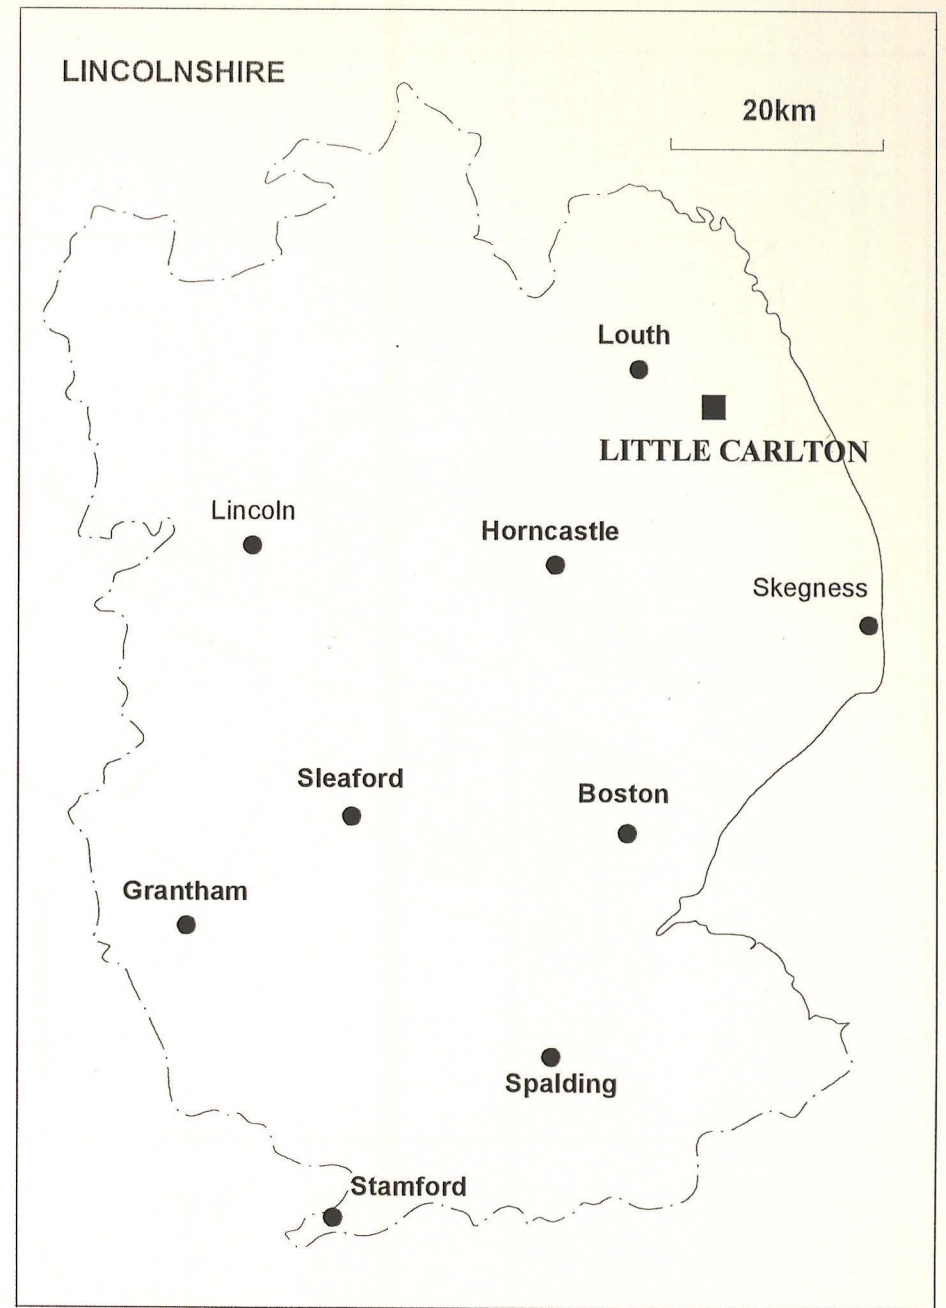 LINCOLNSHIRE
20km
Louth
LITTLE CARLTON
Lincoln
Horncastle
Skegness
Sleaford
Boston
Grantham
Spalding
Stamford